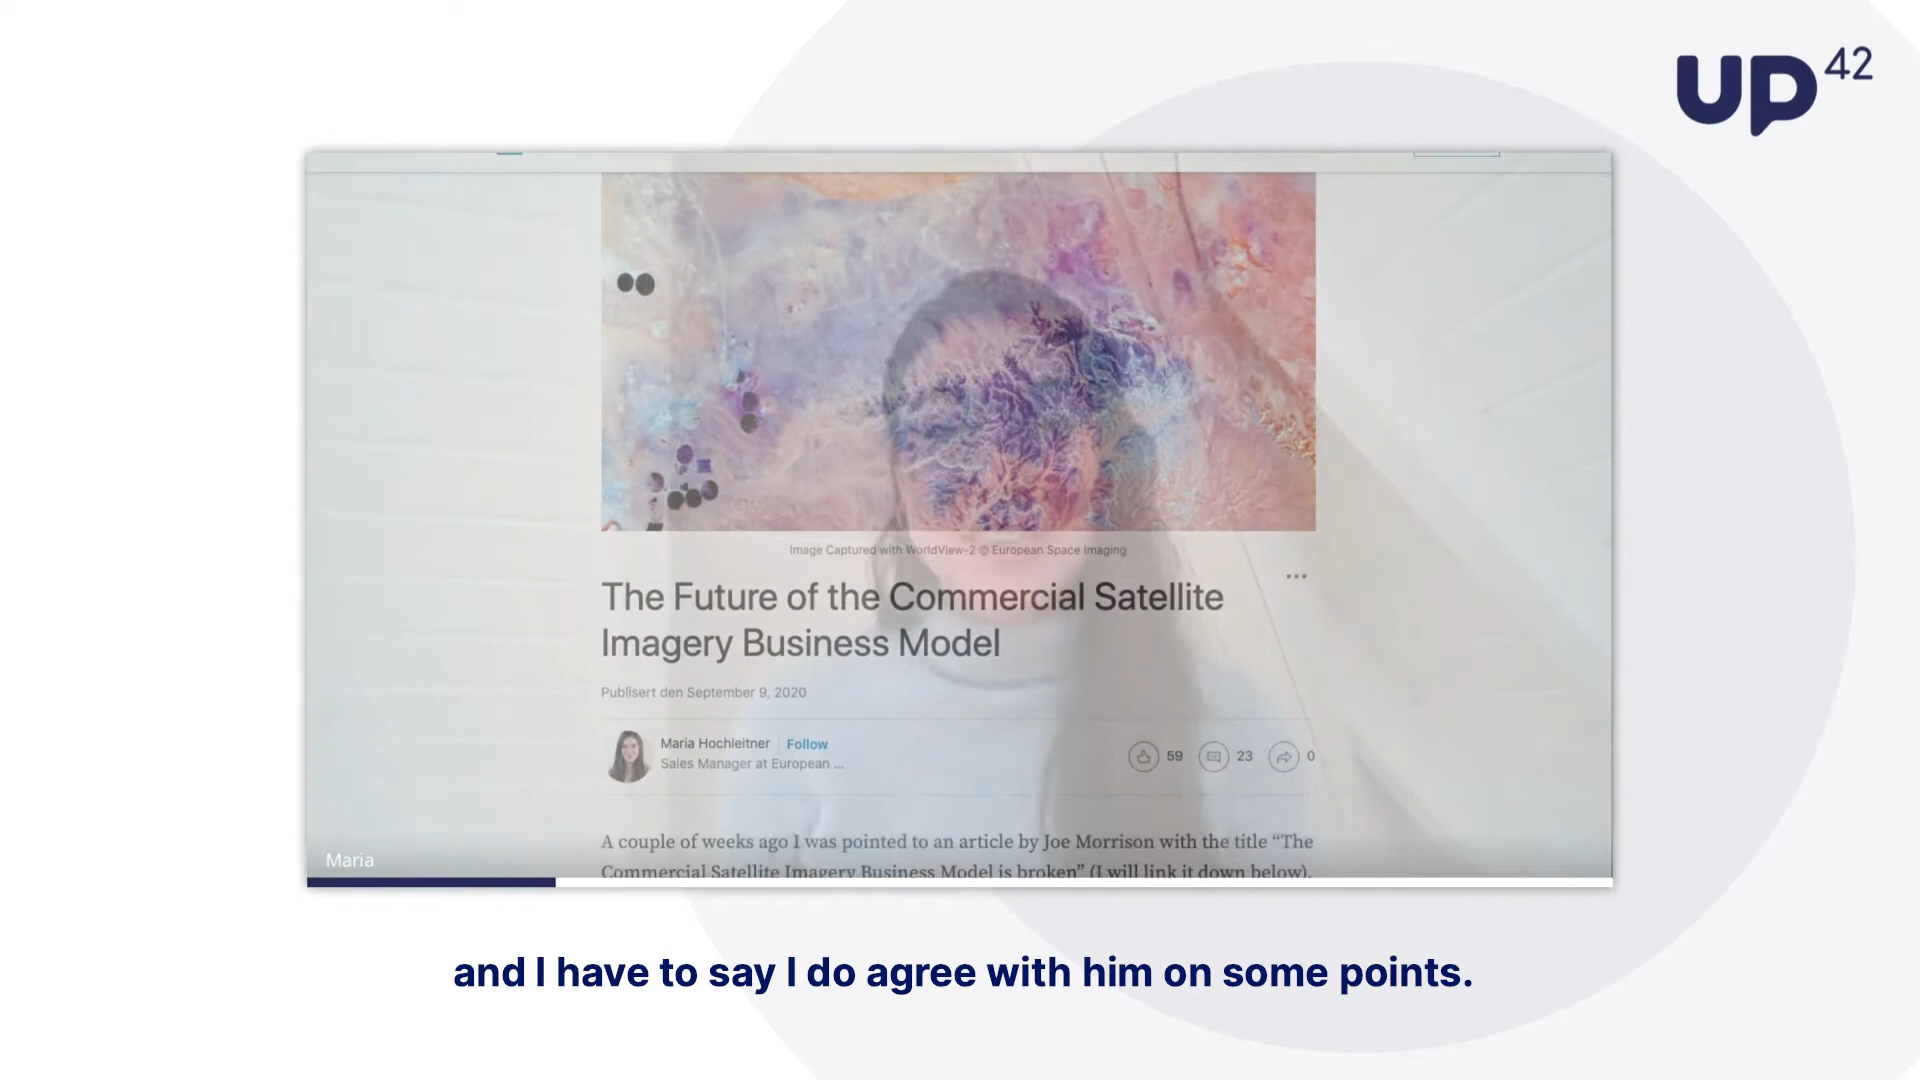 UP42
Image Captured with WorldView-2 © European Space Imaging
The Future of the Commercial Satellite
Imagery Business Model
Publisert den September 9, 2020
Maria Hochleitner Follow
Sales Manager at European ...
59 23 0
A couple of weeks ago I was pointed to an article by Joe Morrison with the title “The
Commercial Satellite Imagery Business Model is broken” (I will link it down below).
Maria
and I have to say I do agree with him on some points.